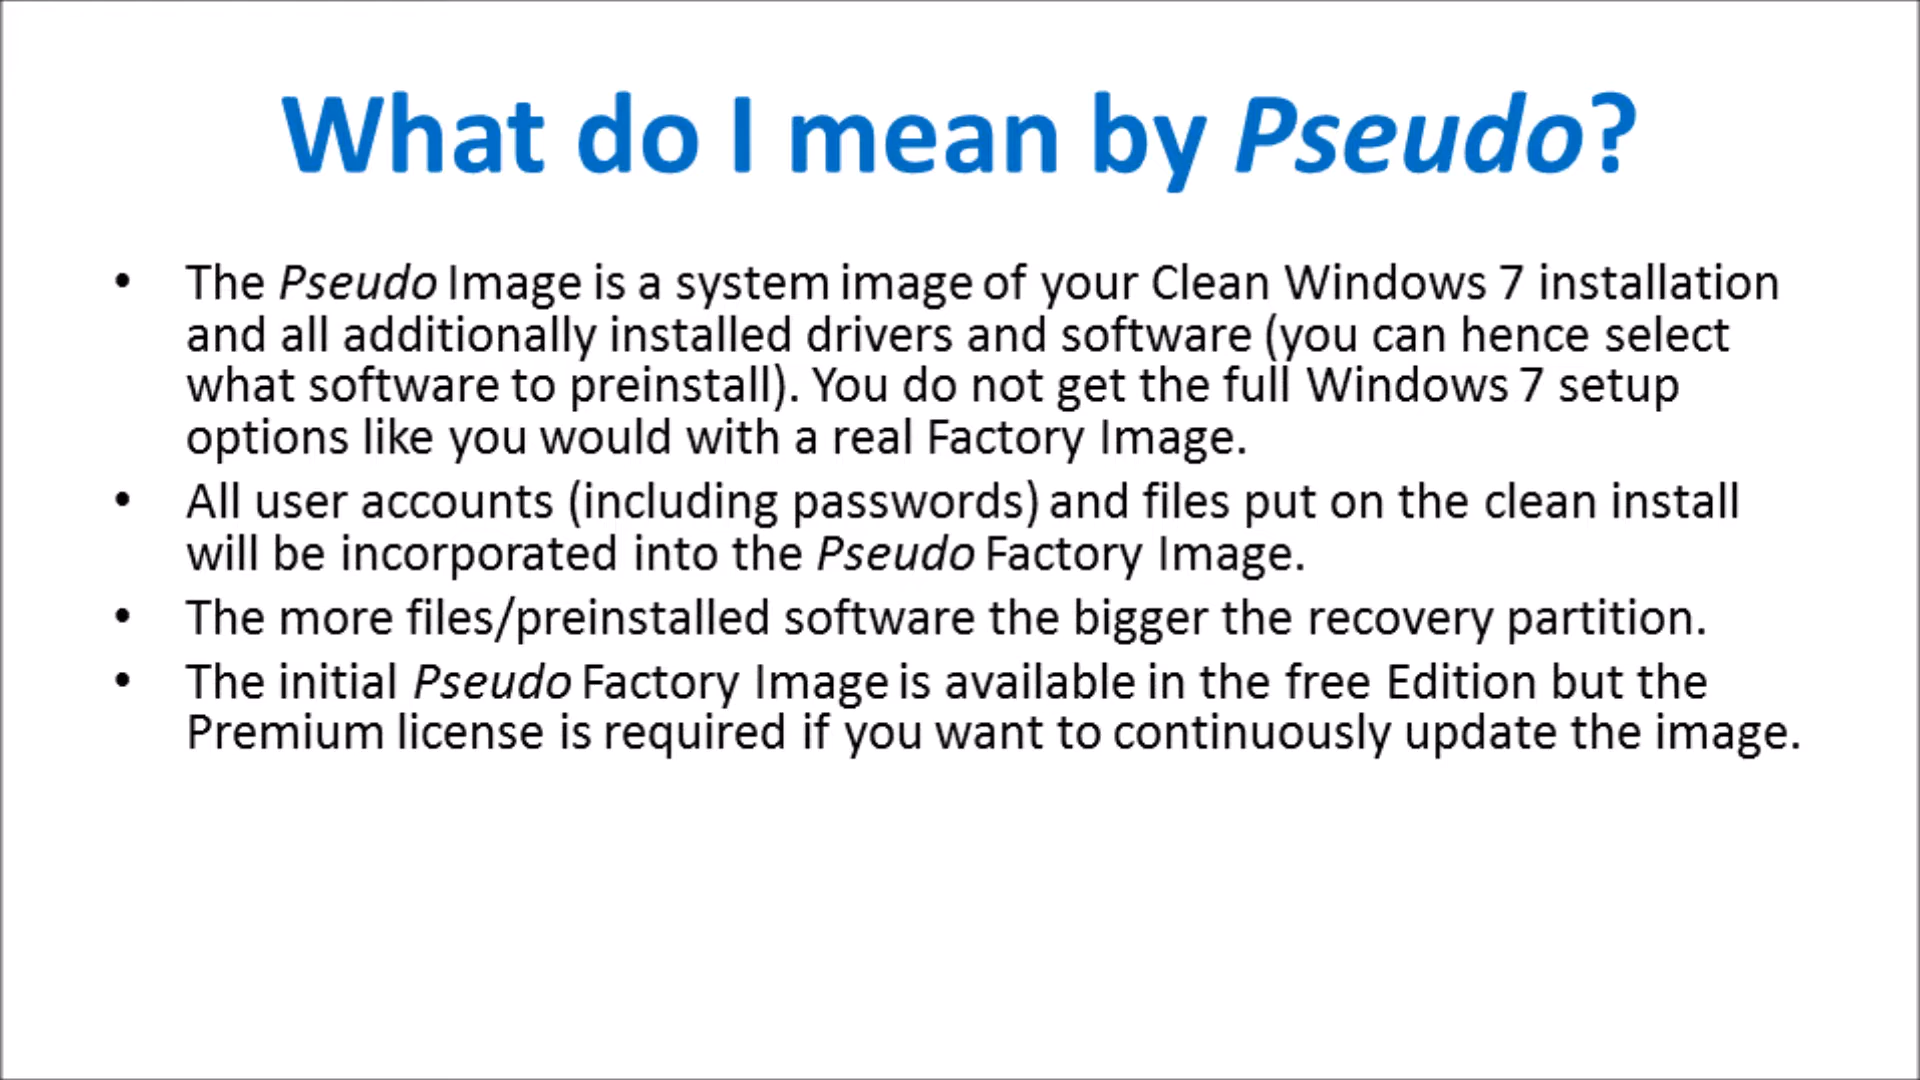 What do I mean by Pseudo?
• The Pseudo Image is a system image of your Clean Windows 7 installation
and all additionally installed drivers and software (you can hence select
what software to preinstall). You do not get the full Windows 7 setup
options like you would with a real Factory Image.
• All user accounts (including passwords) and files put on the clean install
will be incorporated into the Pseudo Factory Image.
• The more files/preinstalled software the bigger the recovery partition.
• The initial Pseudo Factory Image is available in the free Edition but the
Premium license is required if you want to continuously update the image.